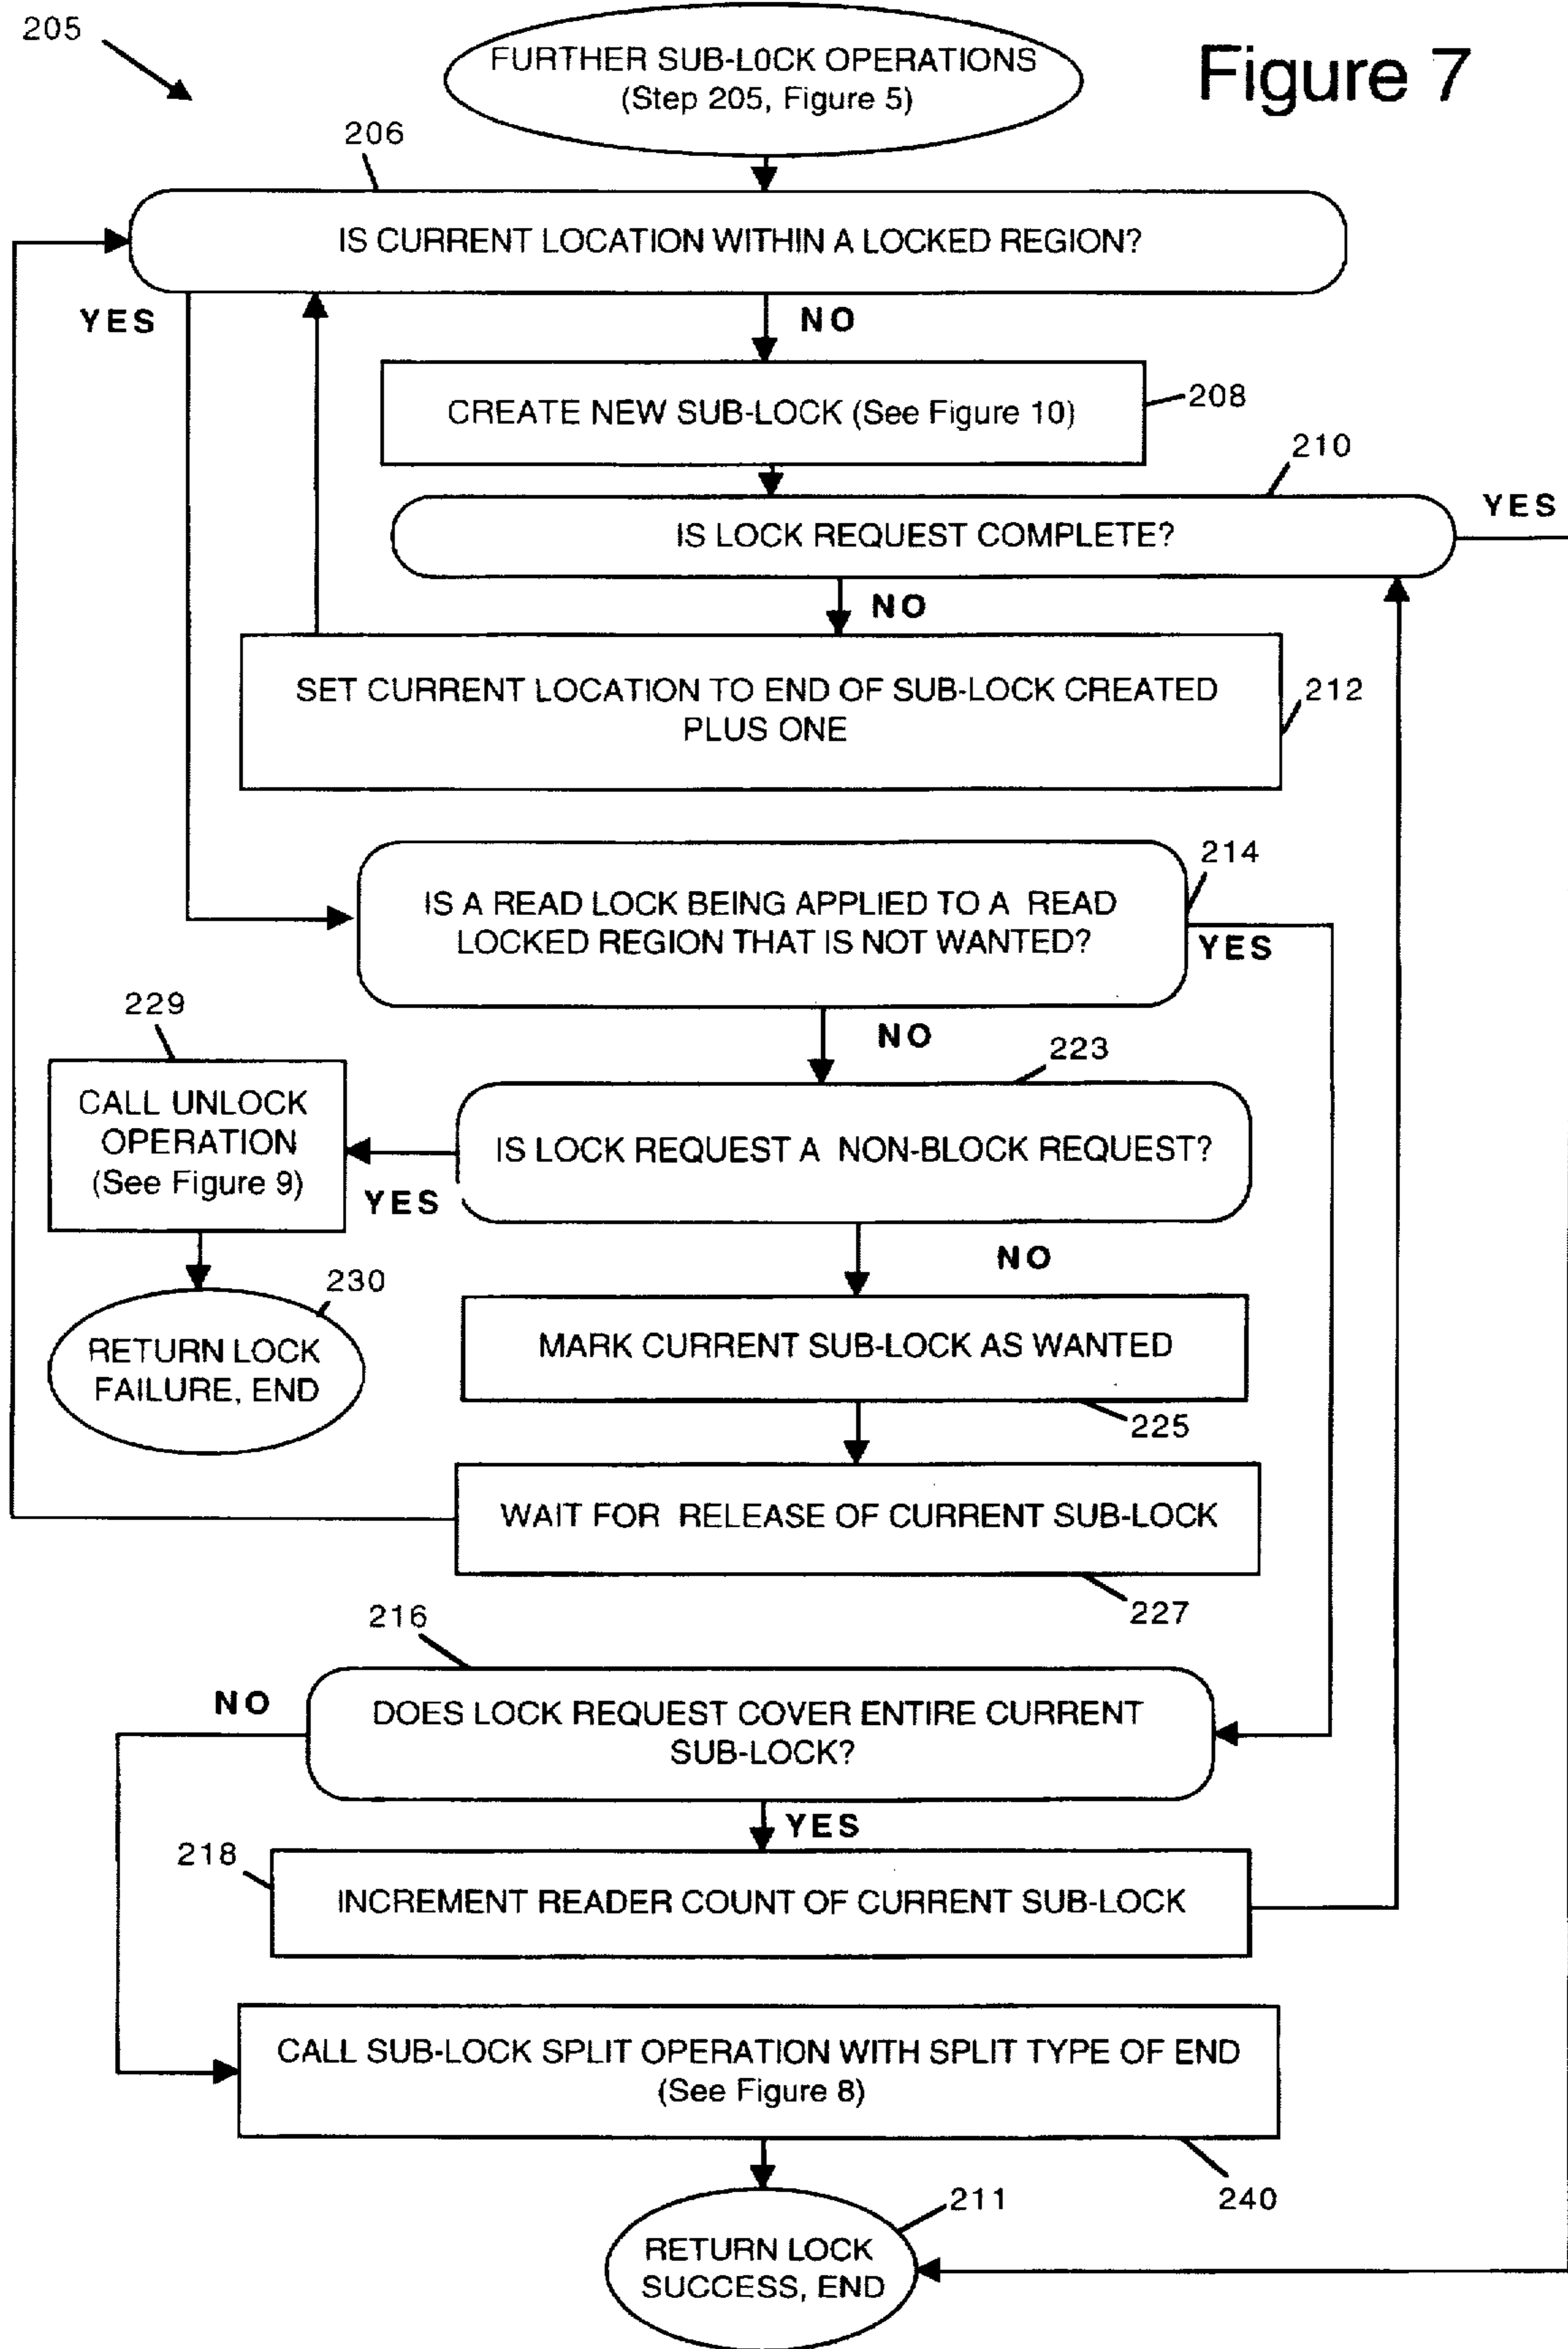 205
FURTHER SUB-LOCK OPERATIONS
(Step 205, Figure 5)
Figure 7
206
IS CURRENT LOCATION WITHIN A LOCKED REGION?
YES
NO
CREATE NEW SUB-LOCK (See Figure 10)
208
210
IS LOCK REQUEST COMPLETE?
YES
NO
SET CURRENT LOCATION TO END OF SUB-LOCK CREATED
PLUS ONE
212
214
IS A READ LOCK BEING APPLIED TO A READ
LOCKED REGION THAT IS NOT WANTED?
YES
NO
229
CALL UNLOCK
OPERATION
(See Figure 9)
223
IS LOCK REQUEST A NON-BLOCK REQUEST?
YES
NO
230
RETURN LOCK
FAILURE, END
MARK CURRENT SUB-LOCK AS WANTED
225
WAIT FOR RELEASE OF CURRENT SUB-LOCK
227
216
NO
DOES LOCK REQUEST COVER ENTIRE CURRENT
SUB-LOCK?
YES
218
INCREMENT READER COUNT OF CURRENT SUB-LOCK
CALL SUB-LOCK SPLIT OPERATION WITH SPLIT TYPE OF END
(See Figure 8)
240
211
RETURN LOCK
SUCCESS, END